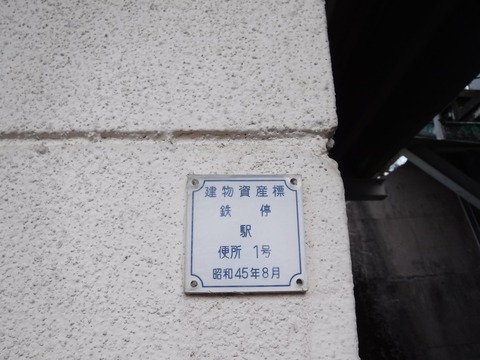 建物資産標
鉄 停
駅
便所 1号
昭和45年8月